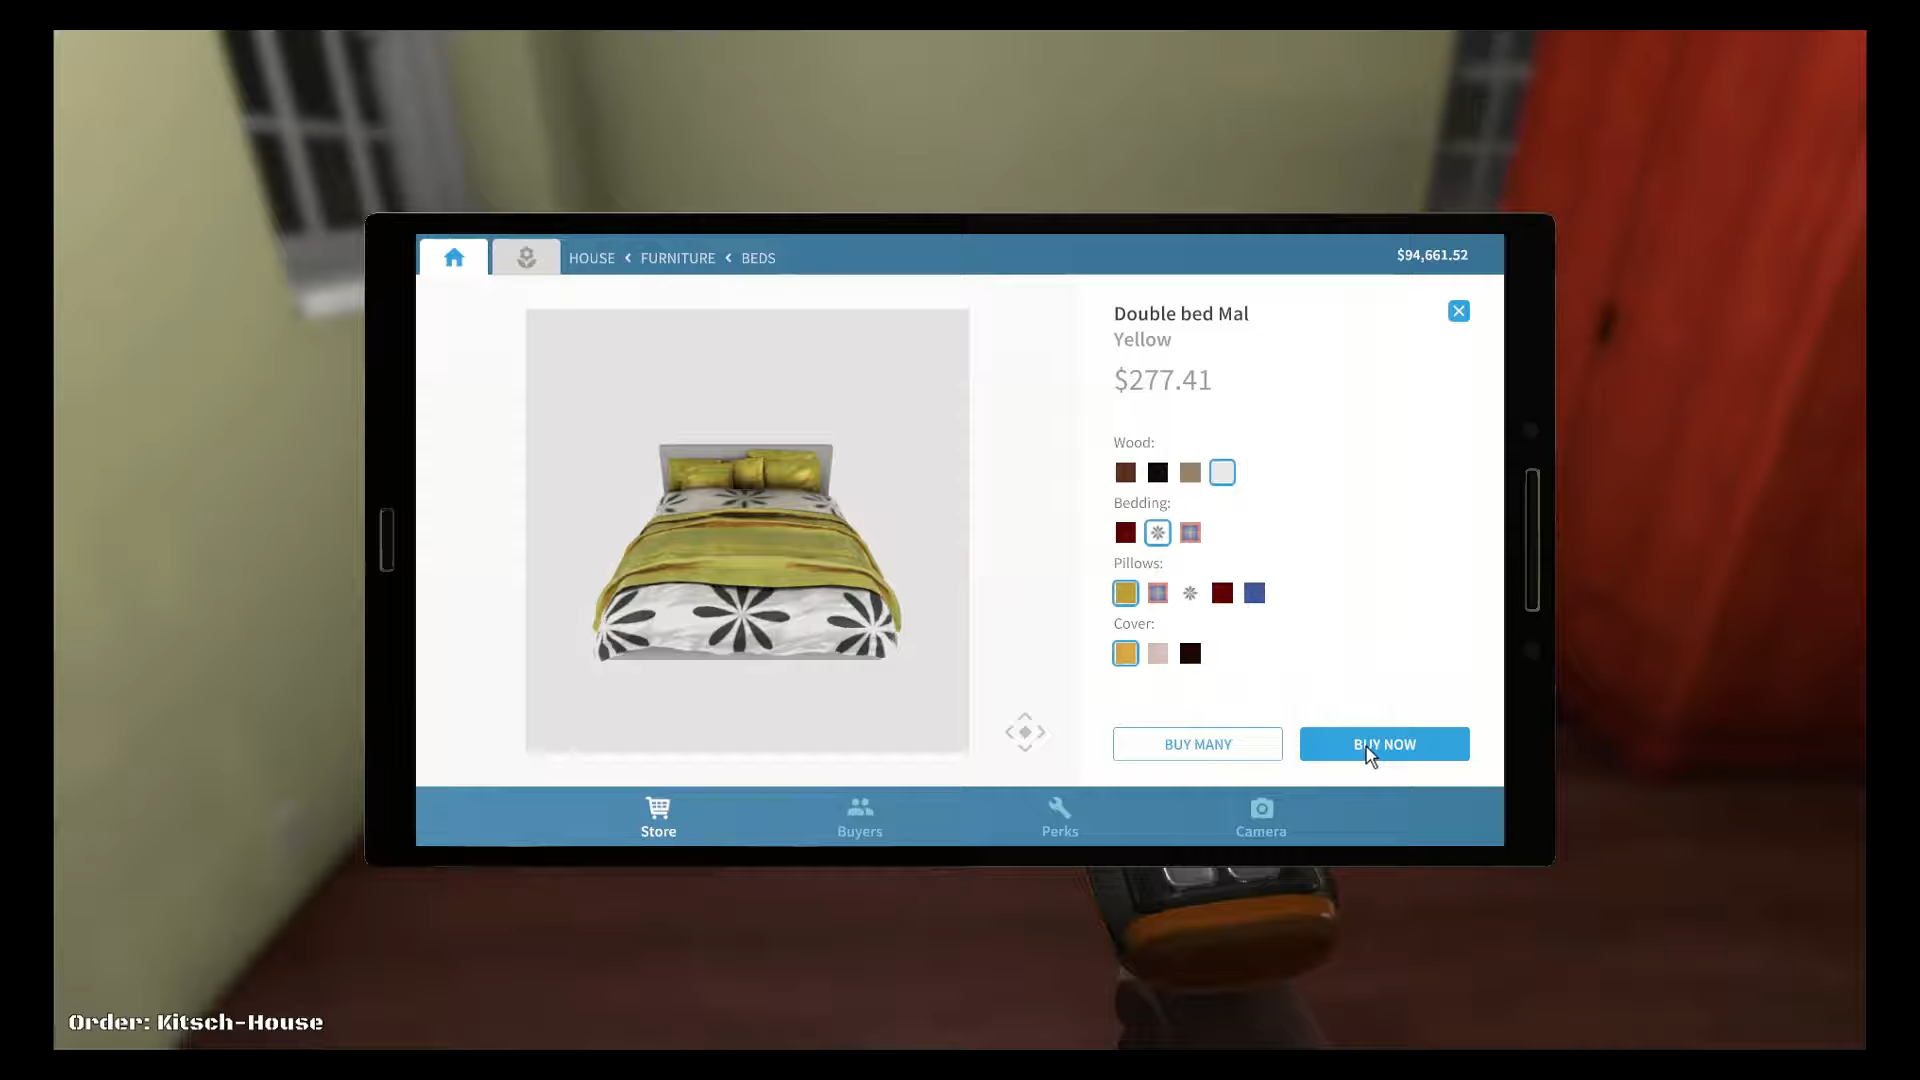 HOUSE < FURNITURE < BEDS
$94,661.52
Double bed Mal
Yellow
$277.41
Wood:
Bedding:
Pillows:
Cover:
BUY MANY
BUY NOW
Store
Buyers
Perks
Camera
Order: Kitsch-House